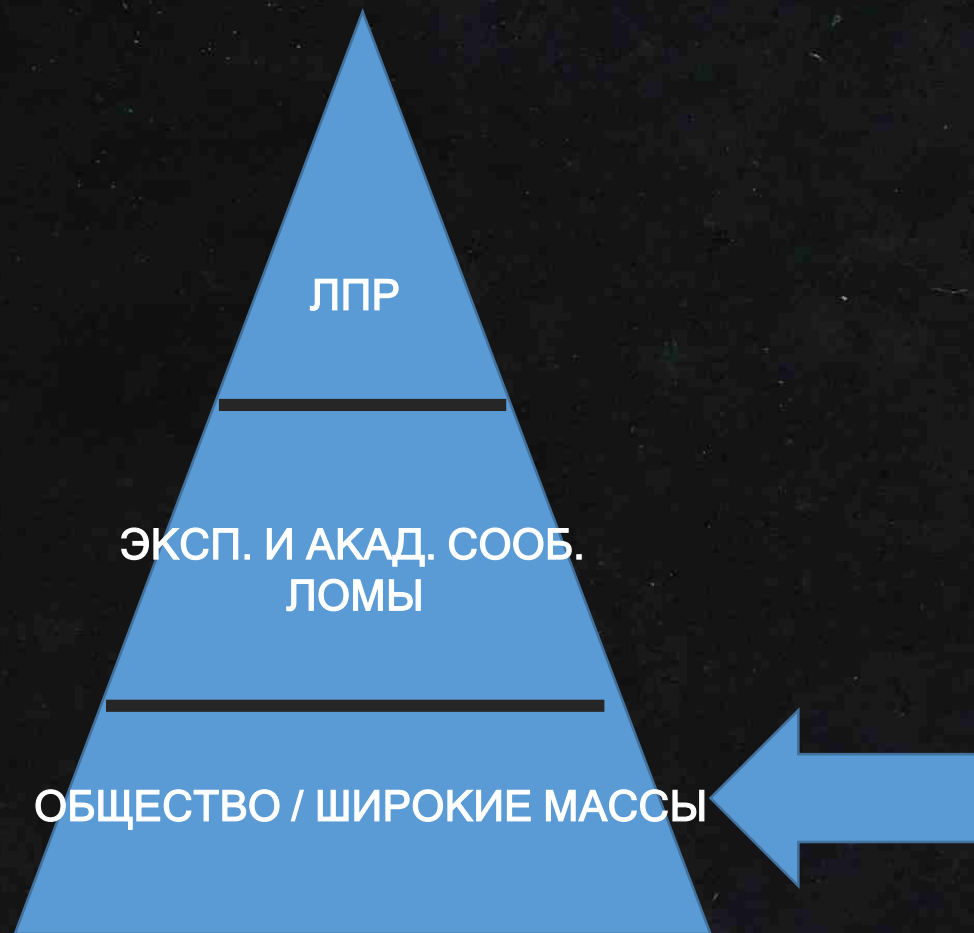 ЛПР
ЭКСП. И АКАД. СООБ.
ЛОМЫ
ОБЩЕСТВО / ШИРОКИЕ МАССЫ